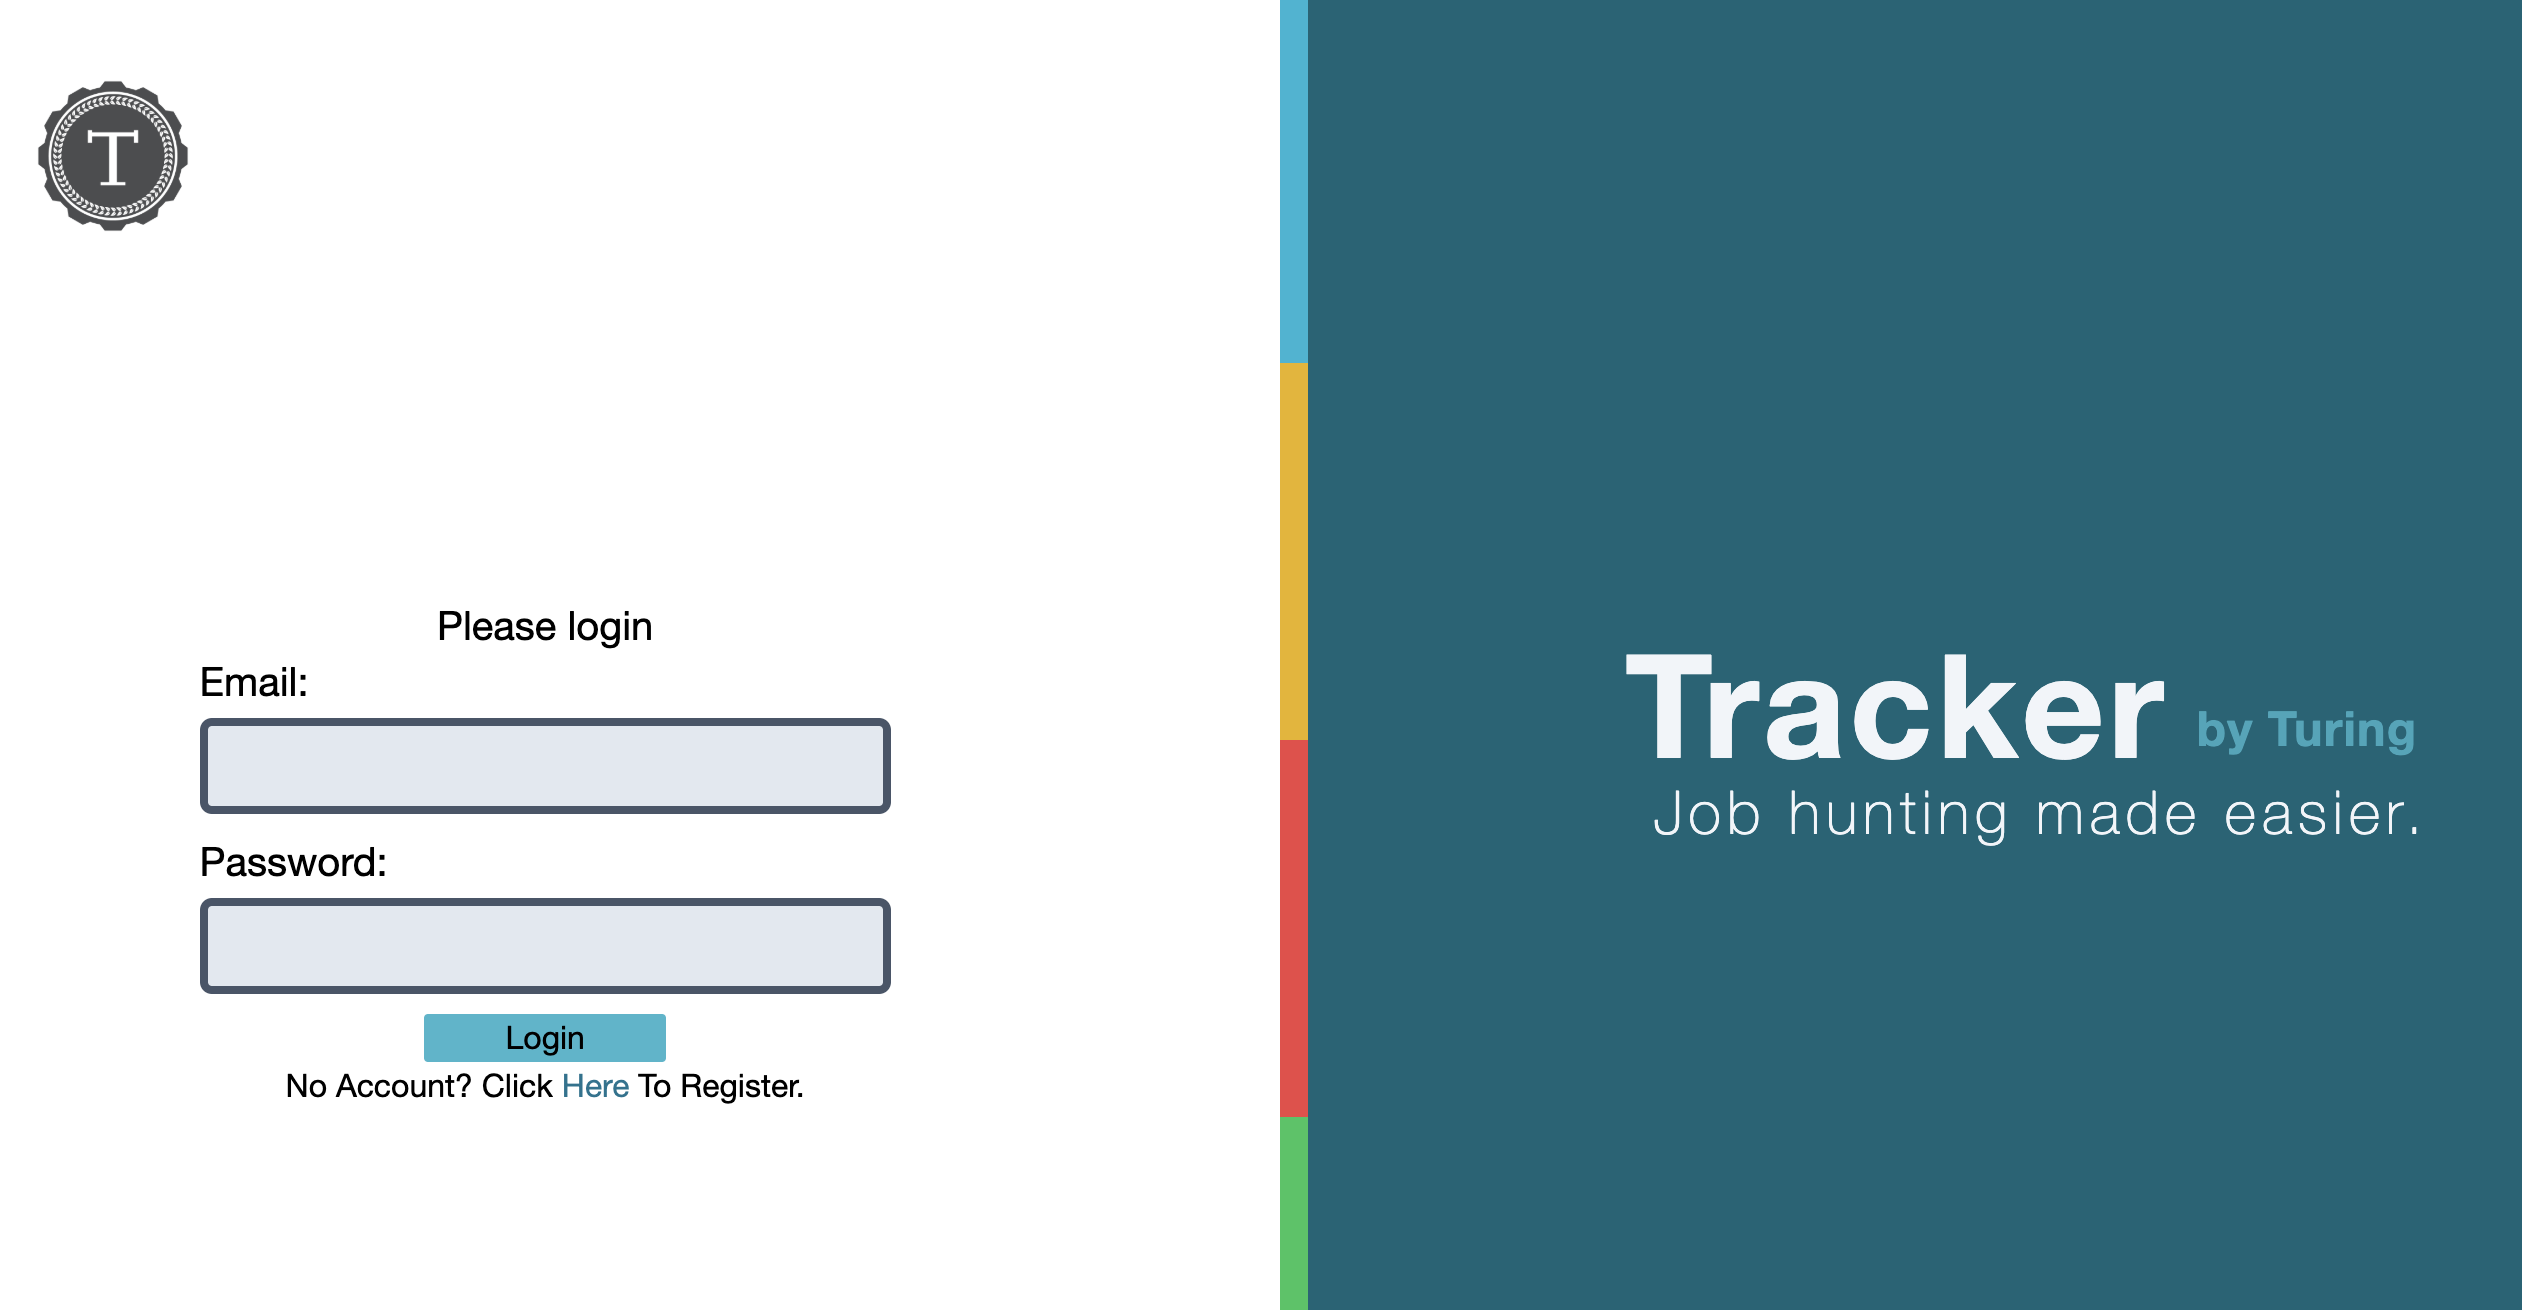 T
Please login
Email:
Password:
Login
No Account? Click Here To Register.
Tracker by Turing
Job hunting made easier.